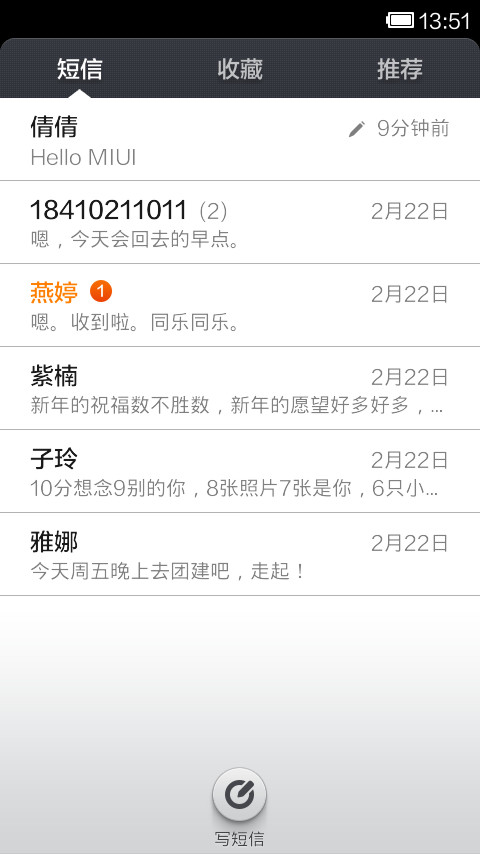 13:51
短信 收藏 推荐
倩倩 9分钟前
Hello MIUI
18410211011 (2) 2月22日
嗯，今天会回去的早点。
燕婷 1 2月22日
嗯。收到啦。同乐同乐。
紫楠 2月22日
新年的祝福数不胜数，新年的愿望好多好多，...
子玲 2月22日
10分想念9别的你，8张照片7张是你，6只小...
雅娜 2月22日
今天周五晚上去团建吧，走起！
写短信